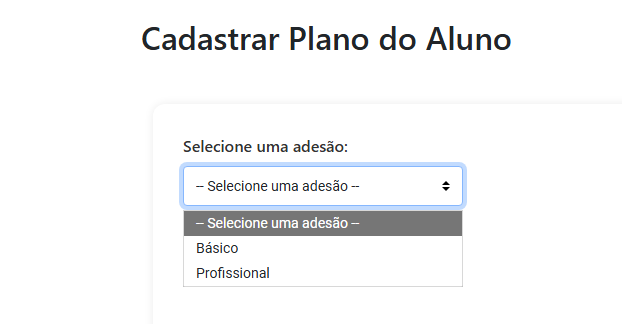 Cadastrar Plano do Aluno
Selecione uma adesão:
-- Selecione uma adesão --
-- Selecione uma adesão --
Básico
Profissional